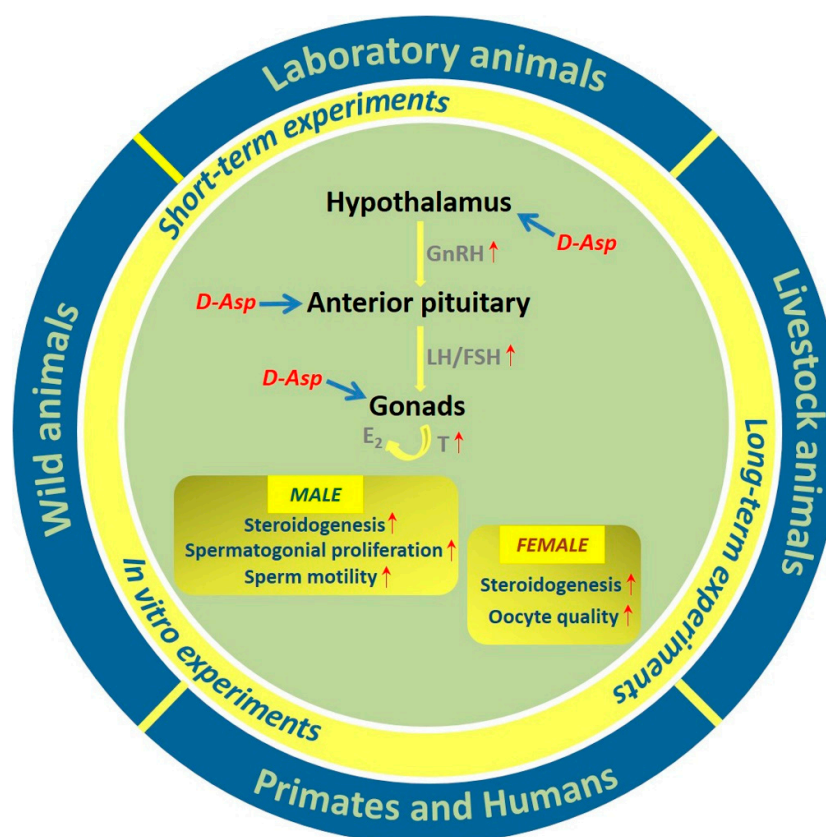 Laboratory animals
Short-term experiments
Wild animals
Livestock animals
Hypothalamus
D-Asp
GnRH ↑
D-Asp
Anterior pituitary
LH/FSH ↑
D-Asp
Gonads
E₂
T ↑
MALE
Steroidogenesis ↑
Spermatogonial proliferation ↑
Sperm motility ↑
FEMALE
Steroidogenesis ↑
Oocyte quality ↑
In vitro experiments
Long-term experiments
Primates and Humans